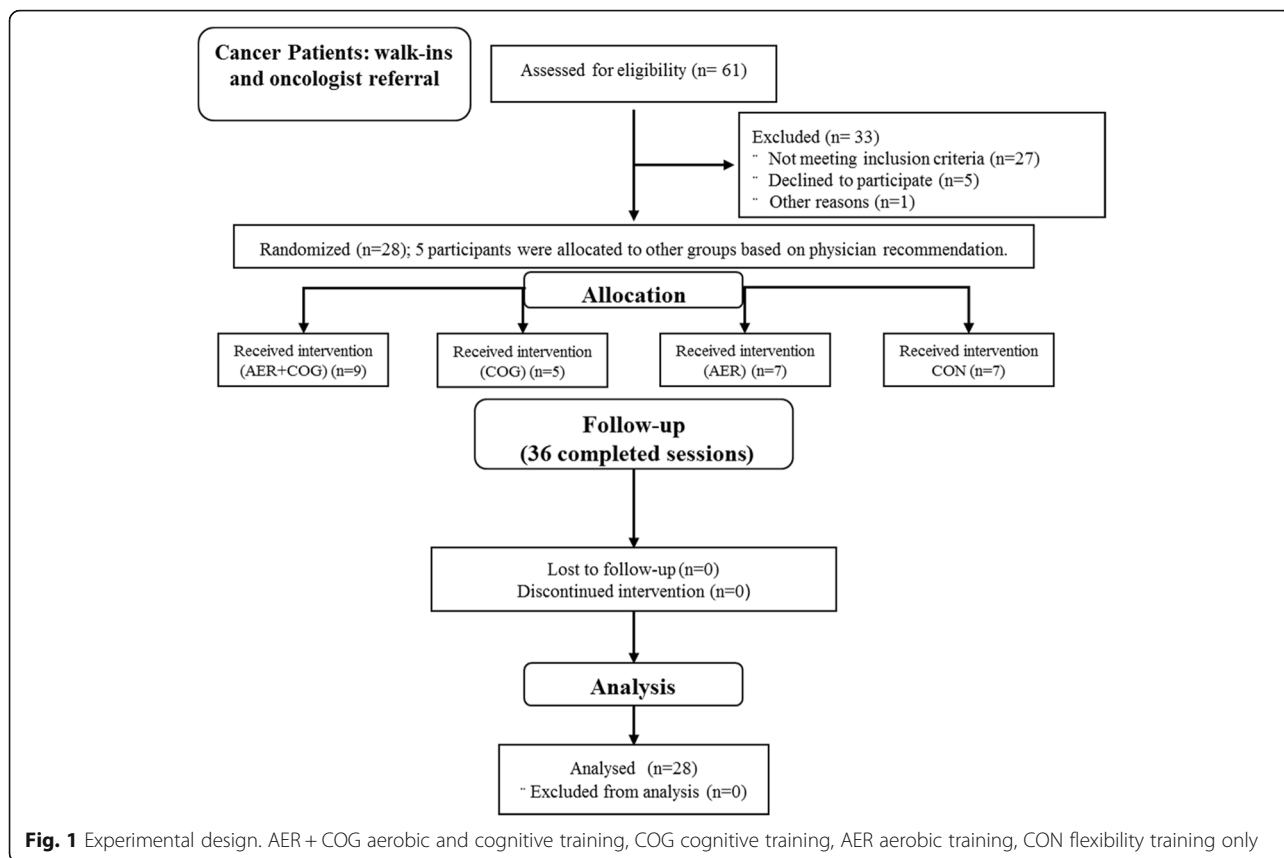 Cancer Patients: walk-ins
and oncologist referral
Assessed for eligibility (n= 61)
Excluded (n= 33)
¨ Not meeting inclusion criteria (n=27)
¨ Declined to participate (n=5)
¨ Other reasons (n=1)
Randomized (n=28); 5 participants were allocated to other groups based on physician recommendation.
Allocation
Received intervention
(AER+COG) (n=9)
Received intervention
(COG) (n=5)
Received intervention
(AER) (n=7)
Received intervention
CON (n=7)
Follow-up
(36 completed sessions)
Lost to follow-up (n=0)
Discontinued intervention (n=0)
Analysis
Analysed (n=28)
¨ Excluded from analysis (n=0)
Fig. 1 Experimental design. AER + COG aerobic and cognitive training, COG cognitive training, AER aerobic training, CON flexibility training only